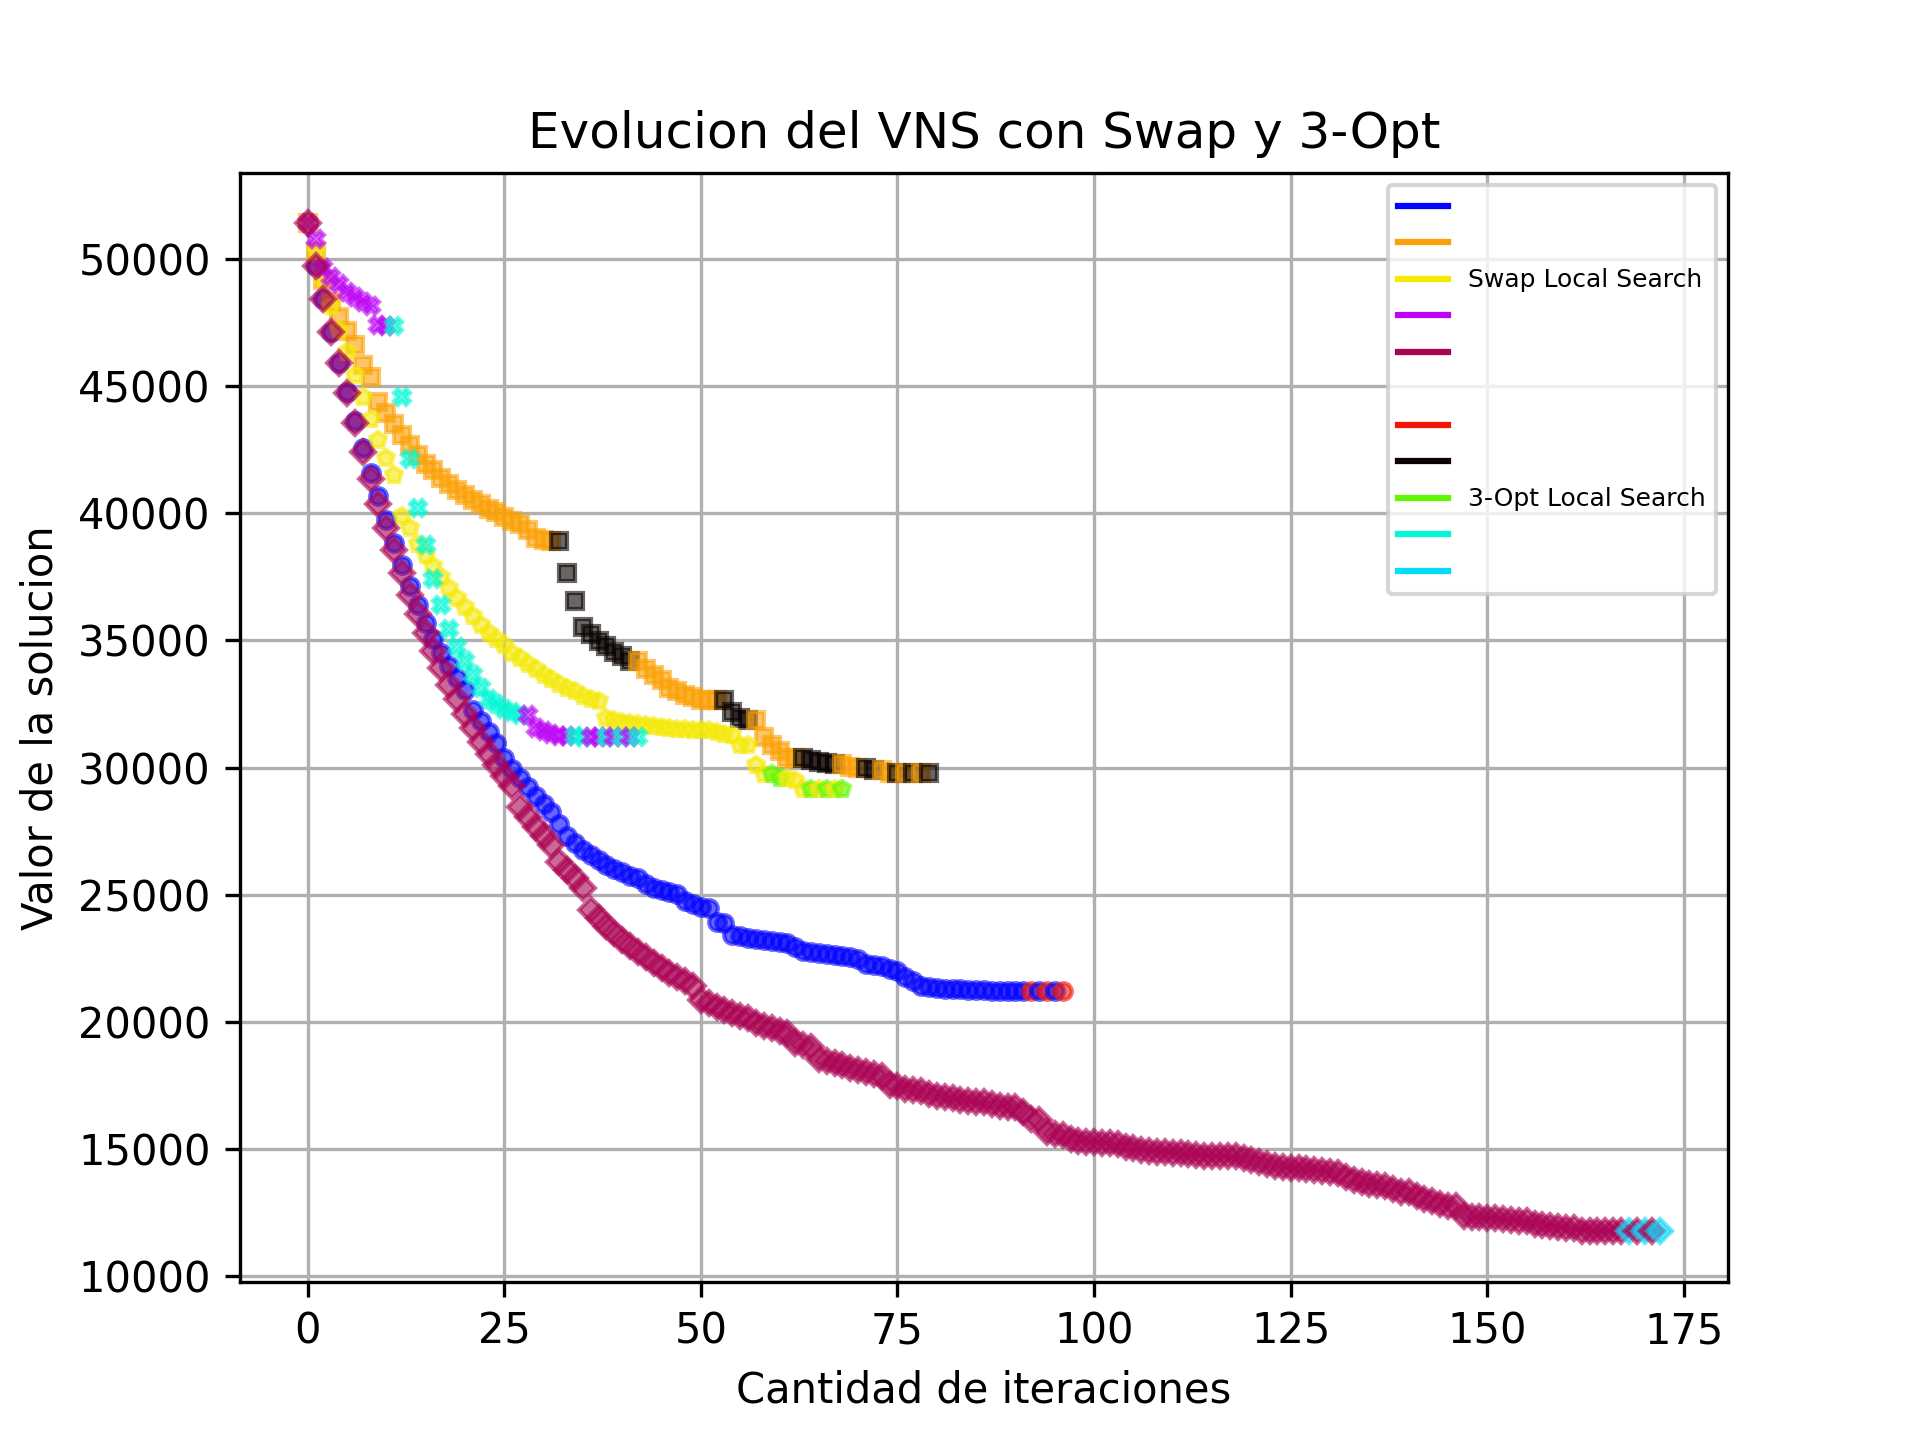 Evolucion del VNS con Swap y 3-Opt
Valor de la solucion
50000
45000
40000
35000
30000
25000
20000
15000
10000
Swap Local Search
3-Opt Local Search
0 25 50 75 100 125 150 175
Cantidad de iteraciones